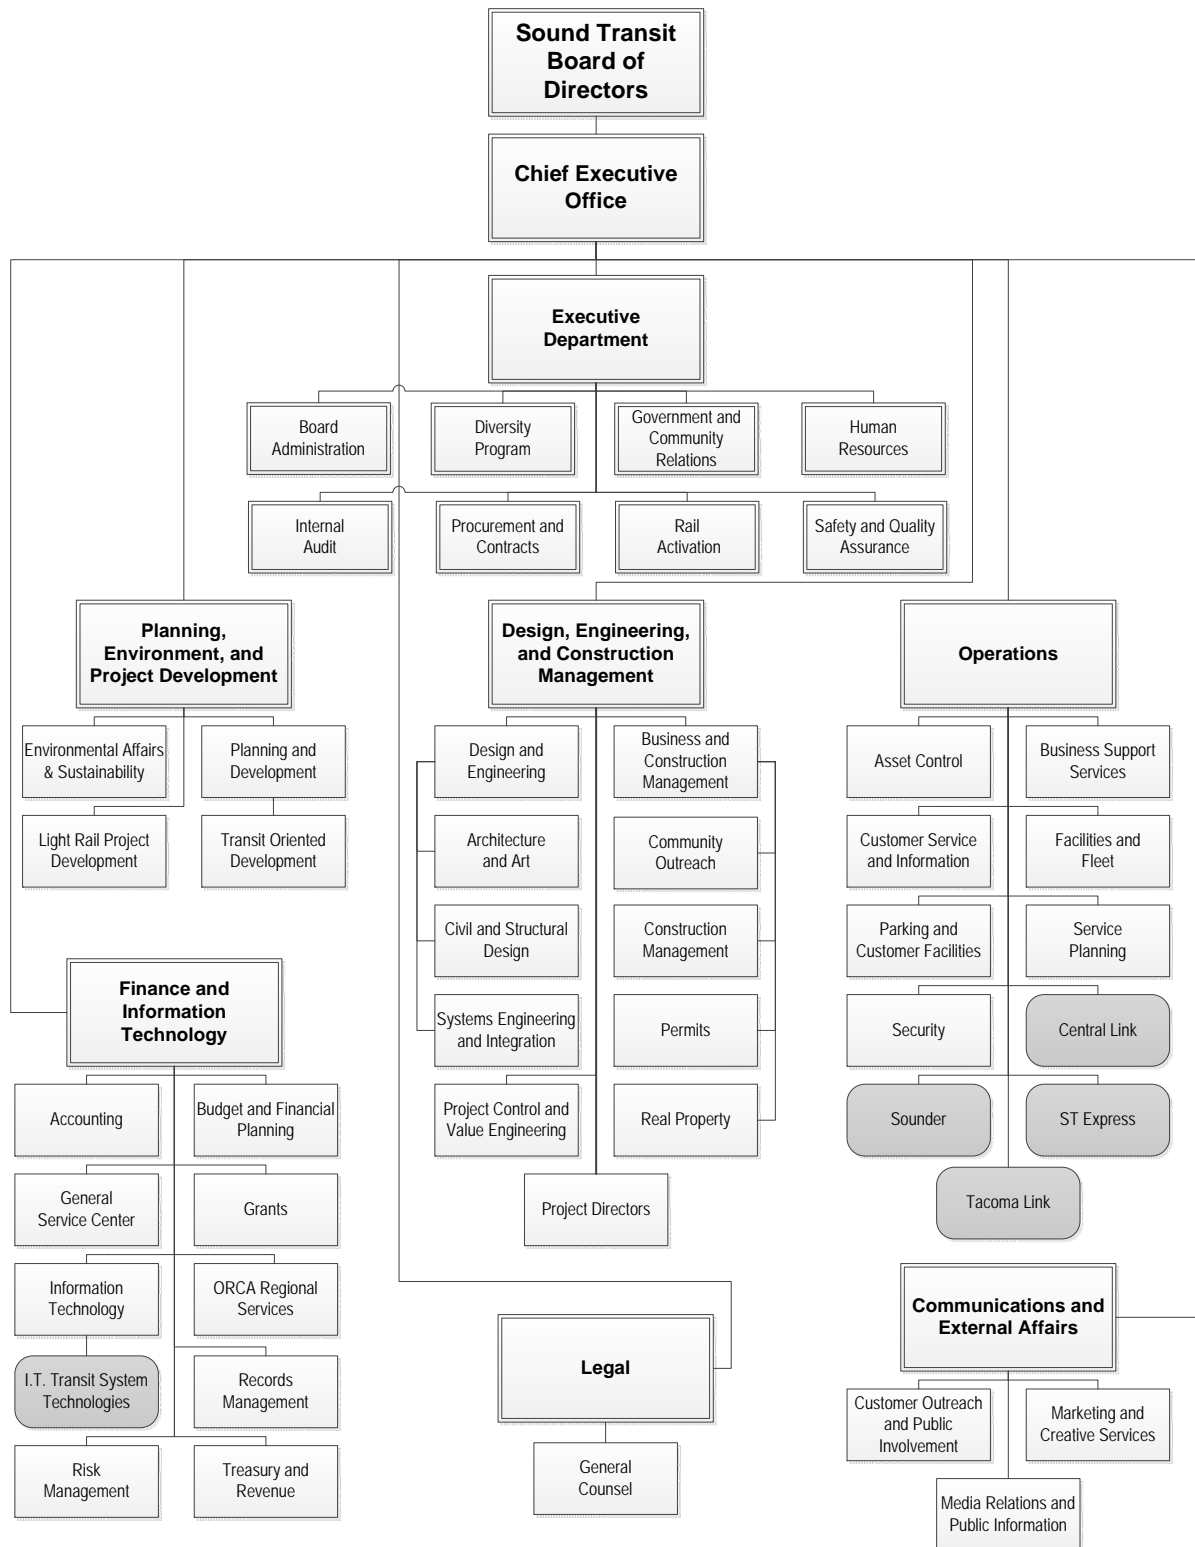 Sound Transit
Board of
Directors
Chief Executive
Office
Executive
Department
Board
Administration
Diversity
Program
Government and
Community
Relations
Human
Resources
Internal
Audit
Procurement and
Contracts
Rail
Activation
Safety and Quality
Assurance
Planning,
Environment, and
Project Development
Environmental Affairs
& Sustainability
Planning and
Development
Light Rail Project
Development
Transit Oriented
Development
Design, Engineering,
and Construction
Management
Design and
Engineering
Business and
Construction
Management
Architecture
and Art
Community
Outreach
Civil and Structural
Design
Construction
Management
Systems Engineering
and Integration
Permits
Project Control and
Value Engineering
Real Property
Project Directors
Operations
Asset Control
Business Support
Services
Customer Service
and Information
Facilities and
Fleet
Parking and
Customer Facilities
Service
Planning
Security
Central Link
Sounder
ST Express
Tacoma Link
Finance and
Information
Technology
Accounting
Budget and Financial
Planning
General
Service Center
Grants
Information
Technology
ORCA Regional
Services
I.T. Transit System
Technologies
Records
Management
Risk
Management
Treasury and
Revenue
Legal
General
Counsel
Communications and
External Affairs
Customer Outreach
and Public
Involvement
Marketing and
Creative Services
Media Relations and
Public Information